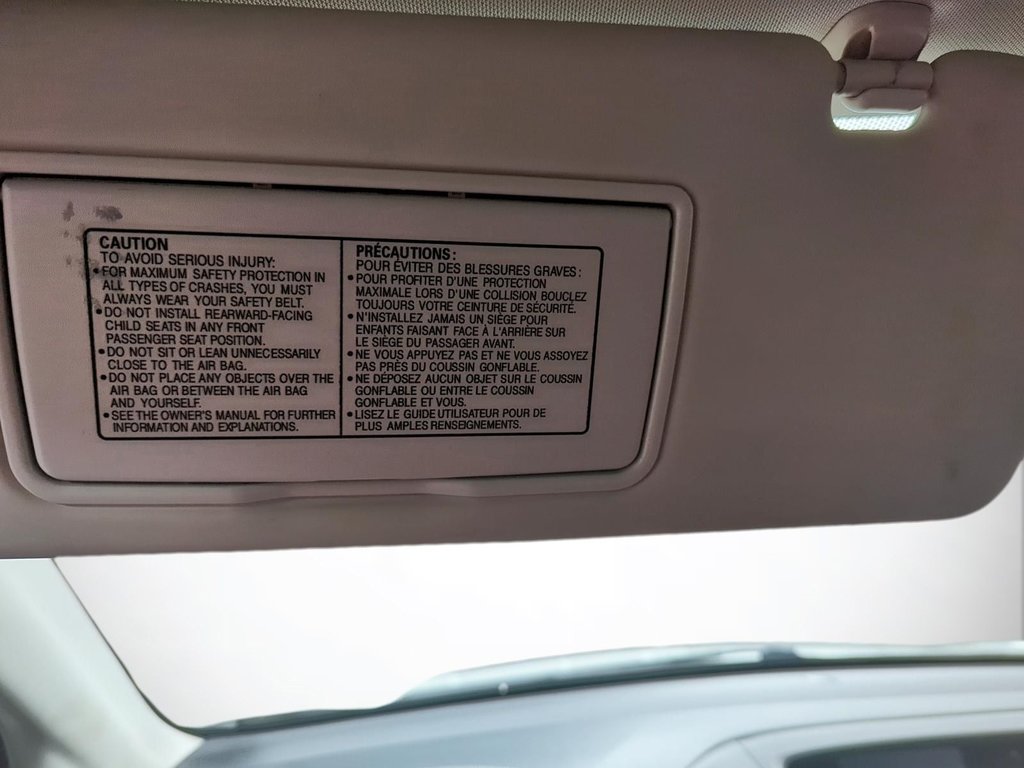 CAUTION
TO AVOID SERIOUS INJURY:
• FOR MAXIMUM SAFETY PROTECTION IN
ALL TYPES OF CRASHES, YOU MUST
ALWAYS WEAR YOUR SAFETY BELT.
• DO NOT INSTALL REARWARD-FACING
CHILD SEATS IN ANY FRONT
PASSENGER SEAT POSITION.
• DO NOT SIT OR LEAN UNNECESSARILY
CLOSE TO THE AIR BAG.
• DO NOT PLACE ANY OBJECTS OVER THE
AIR BAG OR BETWEEN THE AIR BAG
AND YOURSELF.
• SEE THE OWNER'S MANUAL FOR FURTHER
INFORMATION AND EXPLANATIONS.
PRÉCAUTIONS:
POUR ÉVITER DES BLESSURES GRAVES:
• POUR PROFITER D'UNE PROTECTION
MAXIMALE LORS D'UNE COLLISION BOUCLEZ
TOUJOURS VOTRE CEINTURE DE SÉCURITÉ.
• N'INSTALLEZ JAMAIS UN SIÈGE POUR
ENFANTS FAISANT FACE À L'ARRIÈRE SUR
LE SIÈGE DU PASSAGER AVANT.
• NE VOUS APPUYEZ PAS ET NE VOUS ASSOYEZ
PAS PRÈS DU COUSSIN GONFLABLE.
• NE DÉPOSEZ AUCUN OBJET SUR LE COUSSIN
GONFLABLE OU ENTRE LE COUSSIN
GONFLABLE ET VOUS.
• LISEZ LE GUIDE UTILISATEUR POUR DE
PLUS AMPLES RENSEIGNEMENTS.